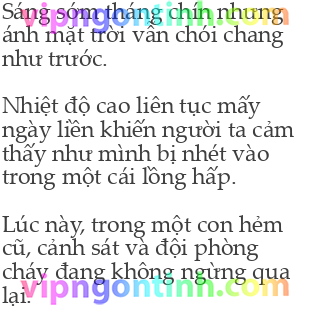 Sáng sớm tháng chín nhưng
ánh mặt trời vẫn chói chang
như trước.
Nhiệt độ cao liên tục mấy
ngày liền khiến người ta cảm
thấy như mình bị nhét vào
trong một cái lồng hấp.
Lúc này, trong một con hẻm
cũ, cảnh sát và đội phòng
cháy đang không ngừng qua
lại.
vipngontinh.com
vipngontinh.com